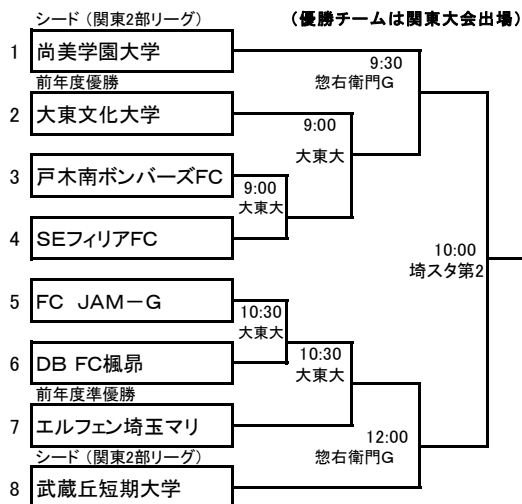 シード（関東2部リーグ）
（優勝チームは関東大会出場）
1 尚美学園大学
9:30
惣右衛門G
前年度優勝
2 大東文化大学
9:00
大東大
3 戸木南ボンバーズFC
9:00
大東大
4 SEフィリアFC
10:00
埼スタ第2
5 FC JAM－G
10:30
大東大
6 DB FC楓昴
10:30
大東大
前年度準優勝
7 エルフェン埼玉マリ
12:00
惣右衛門G
シード（関東2部リーグ）
8 武蔵丘短期大学